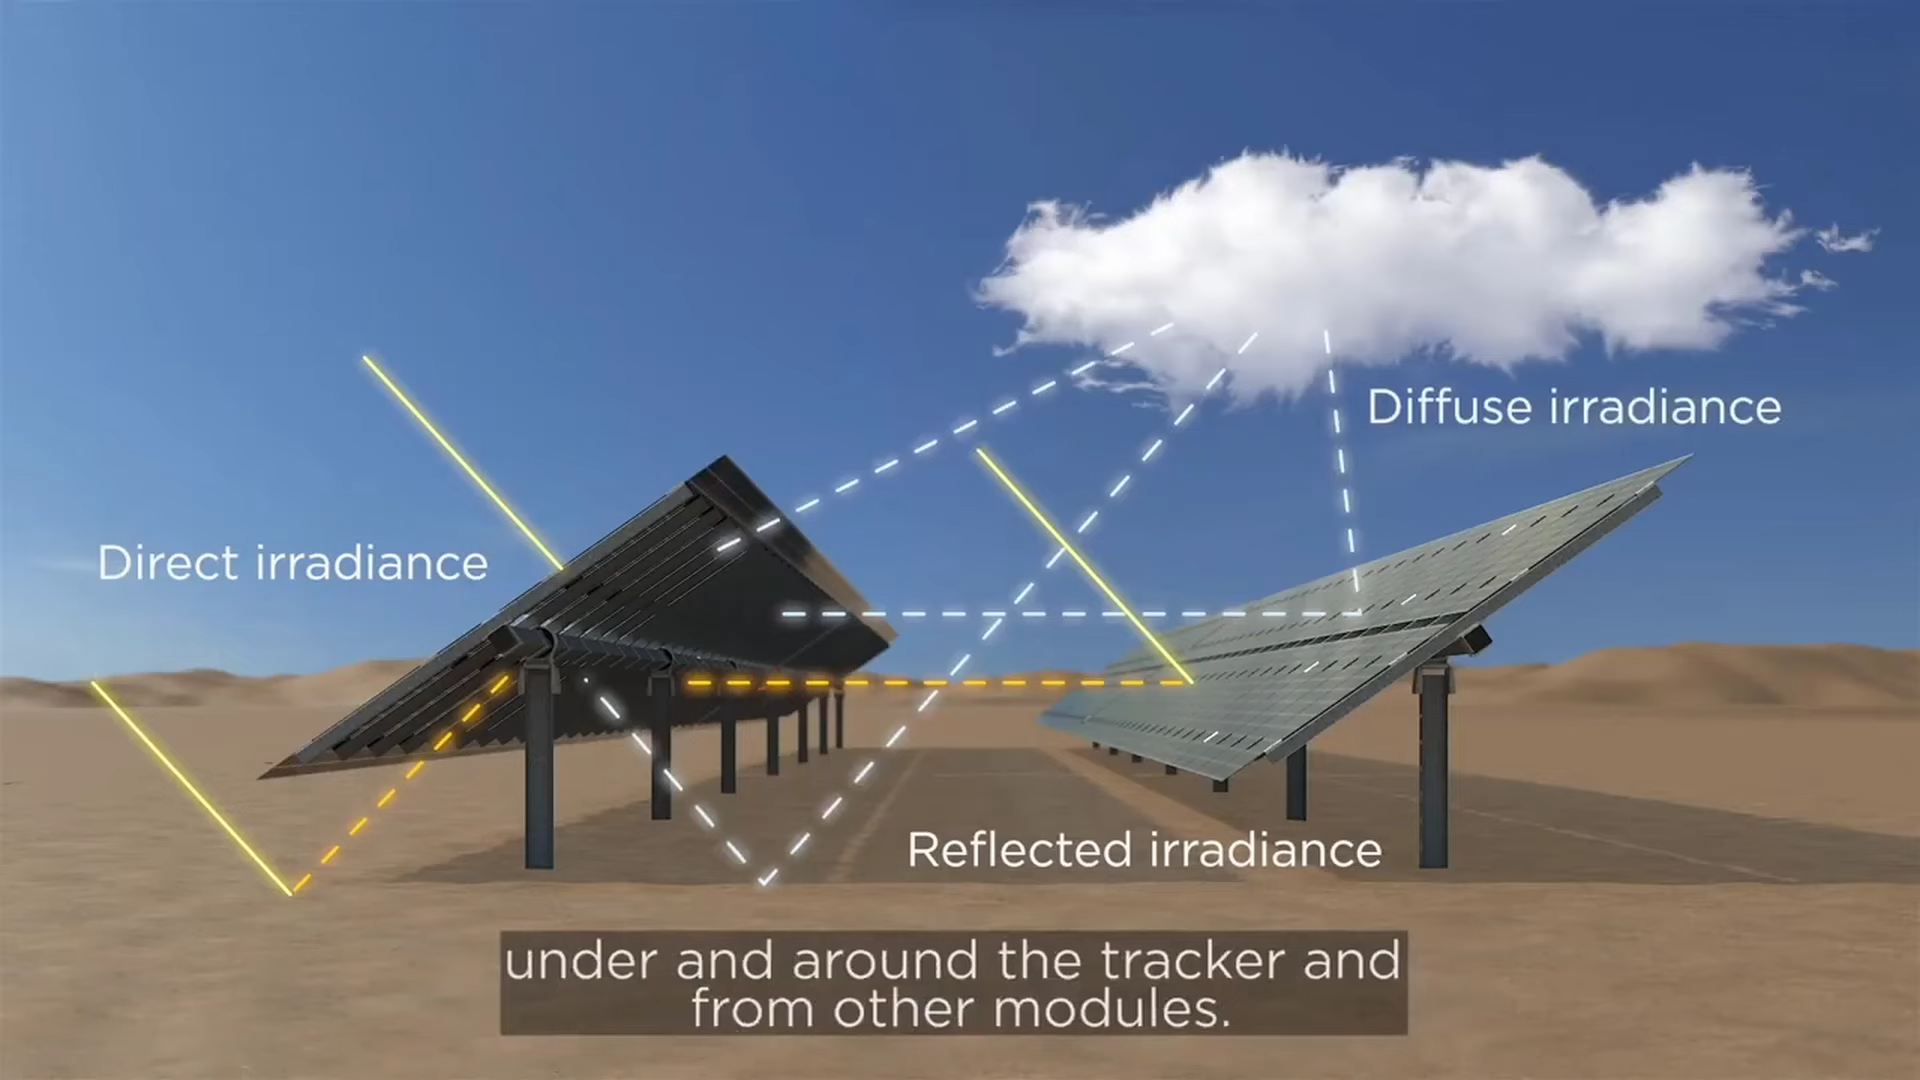 Diffuse irradiance
Direct irradiance
Reflected irradiance
under and around the tracker and
from other modules.